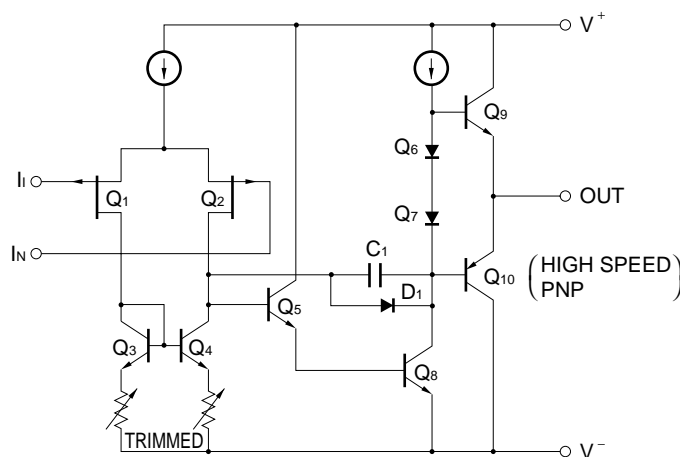 V+
Q9
Q6
II
Q1
Q2
Q7
OUT
IN
C1
Q10
(HIGH SPEED
PNP)
D1
Q5
Q3
Q4
Q8
TRIMMED
V−